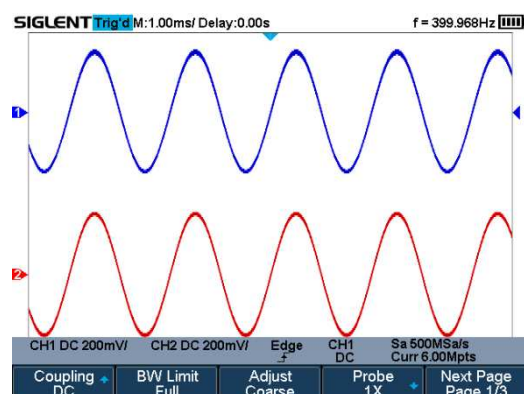 SIGLENT Trig'd M:1.00ms/ Delay:0.00s f = 399.968Hz
1
2
CH1 DC 200mV/ CH2 DC 200mV/ Edge CH1 Sa 500MSa/s
DC Curr 6.00Mpts
Coupling BW Limit Adjust Probe Next Page
DC Full Coarse 1X Page 1/3